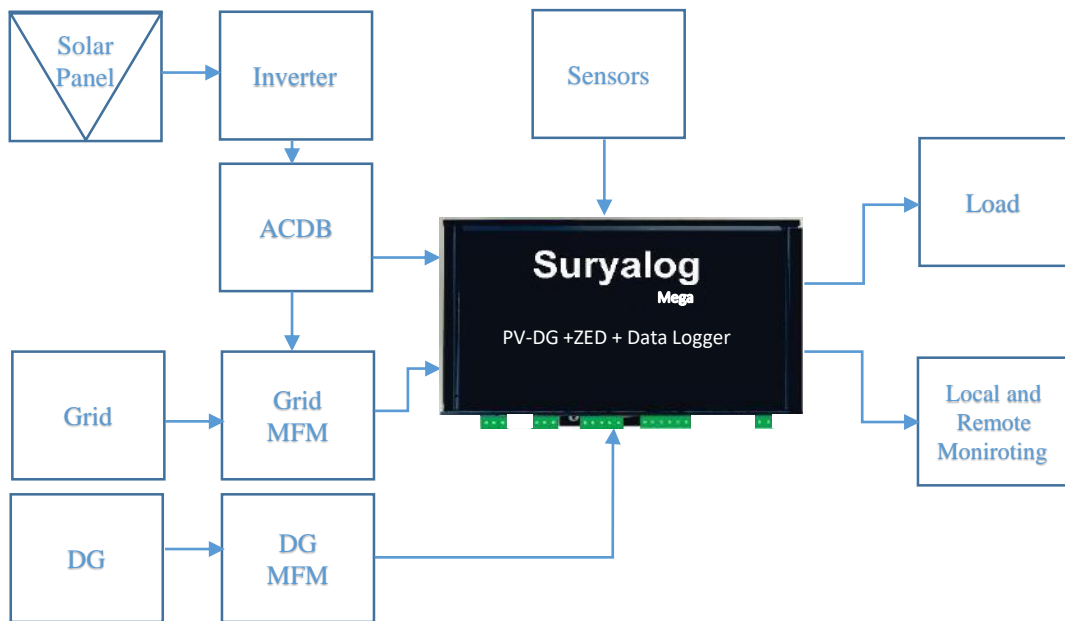 Solar
Panel
Inverter
Sensors
ACDB
Load
Suryalog
Mega
PV-DG +ZED + Data Logger
Grid
Grid
MFM
Local and
Remote
Moniroting
DG
DG
MFM